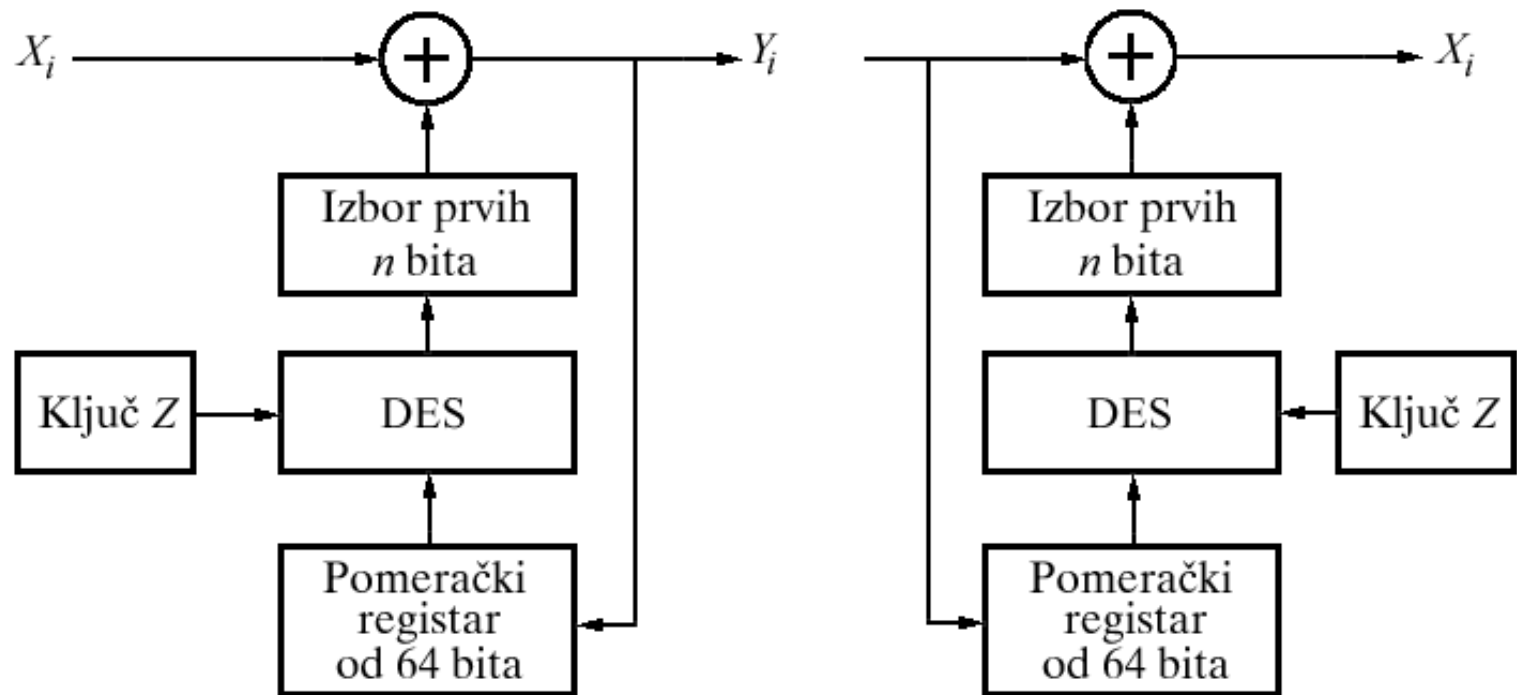 X_i
Y_i
X_i
Izbor prvih
n bita
Izbor prvih
n bita
Ključ Z
DES
DES
Ključ Z
Pomerački
registar
od 64 bita
Pomerački
registar
od 64 bita